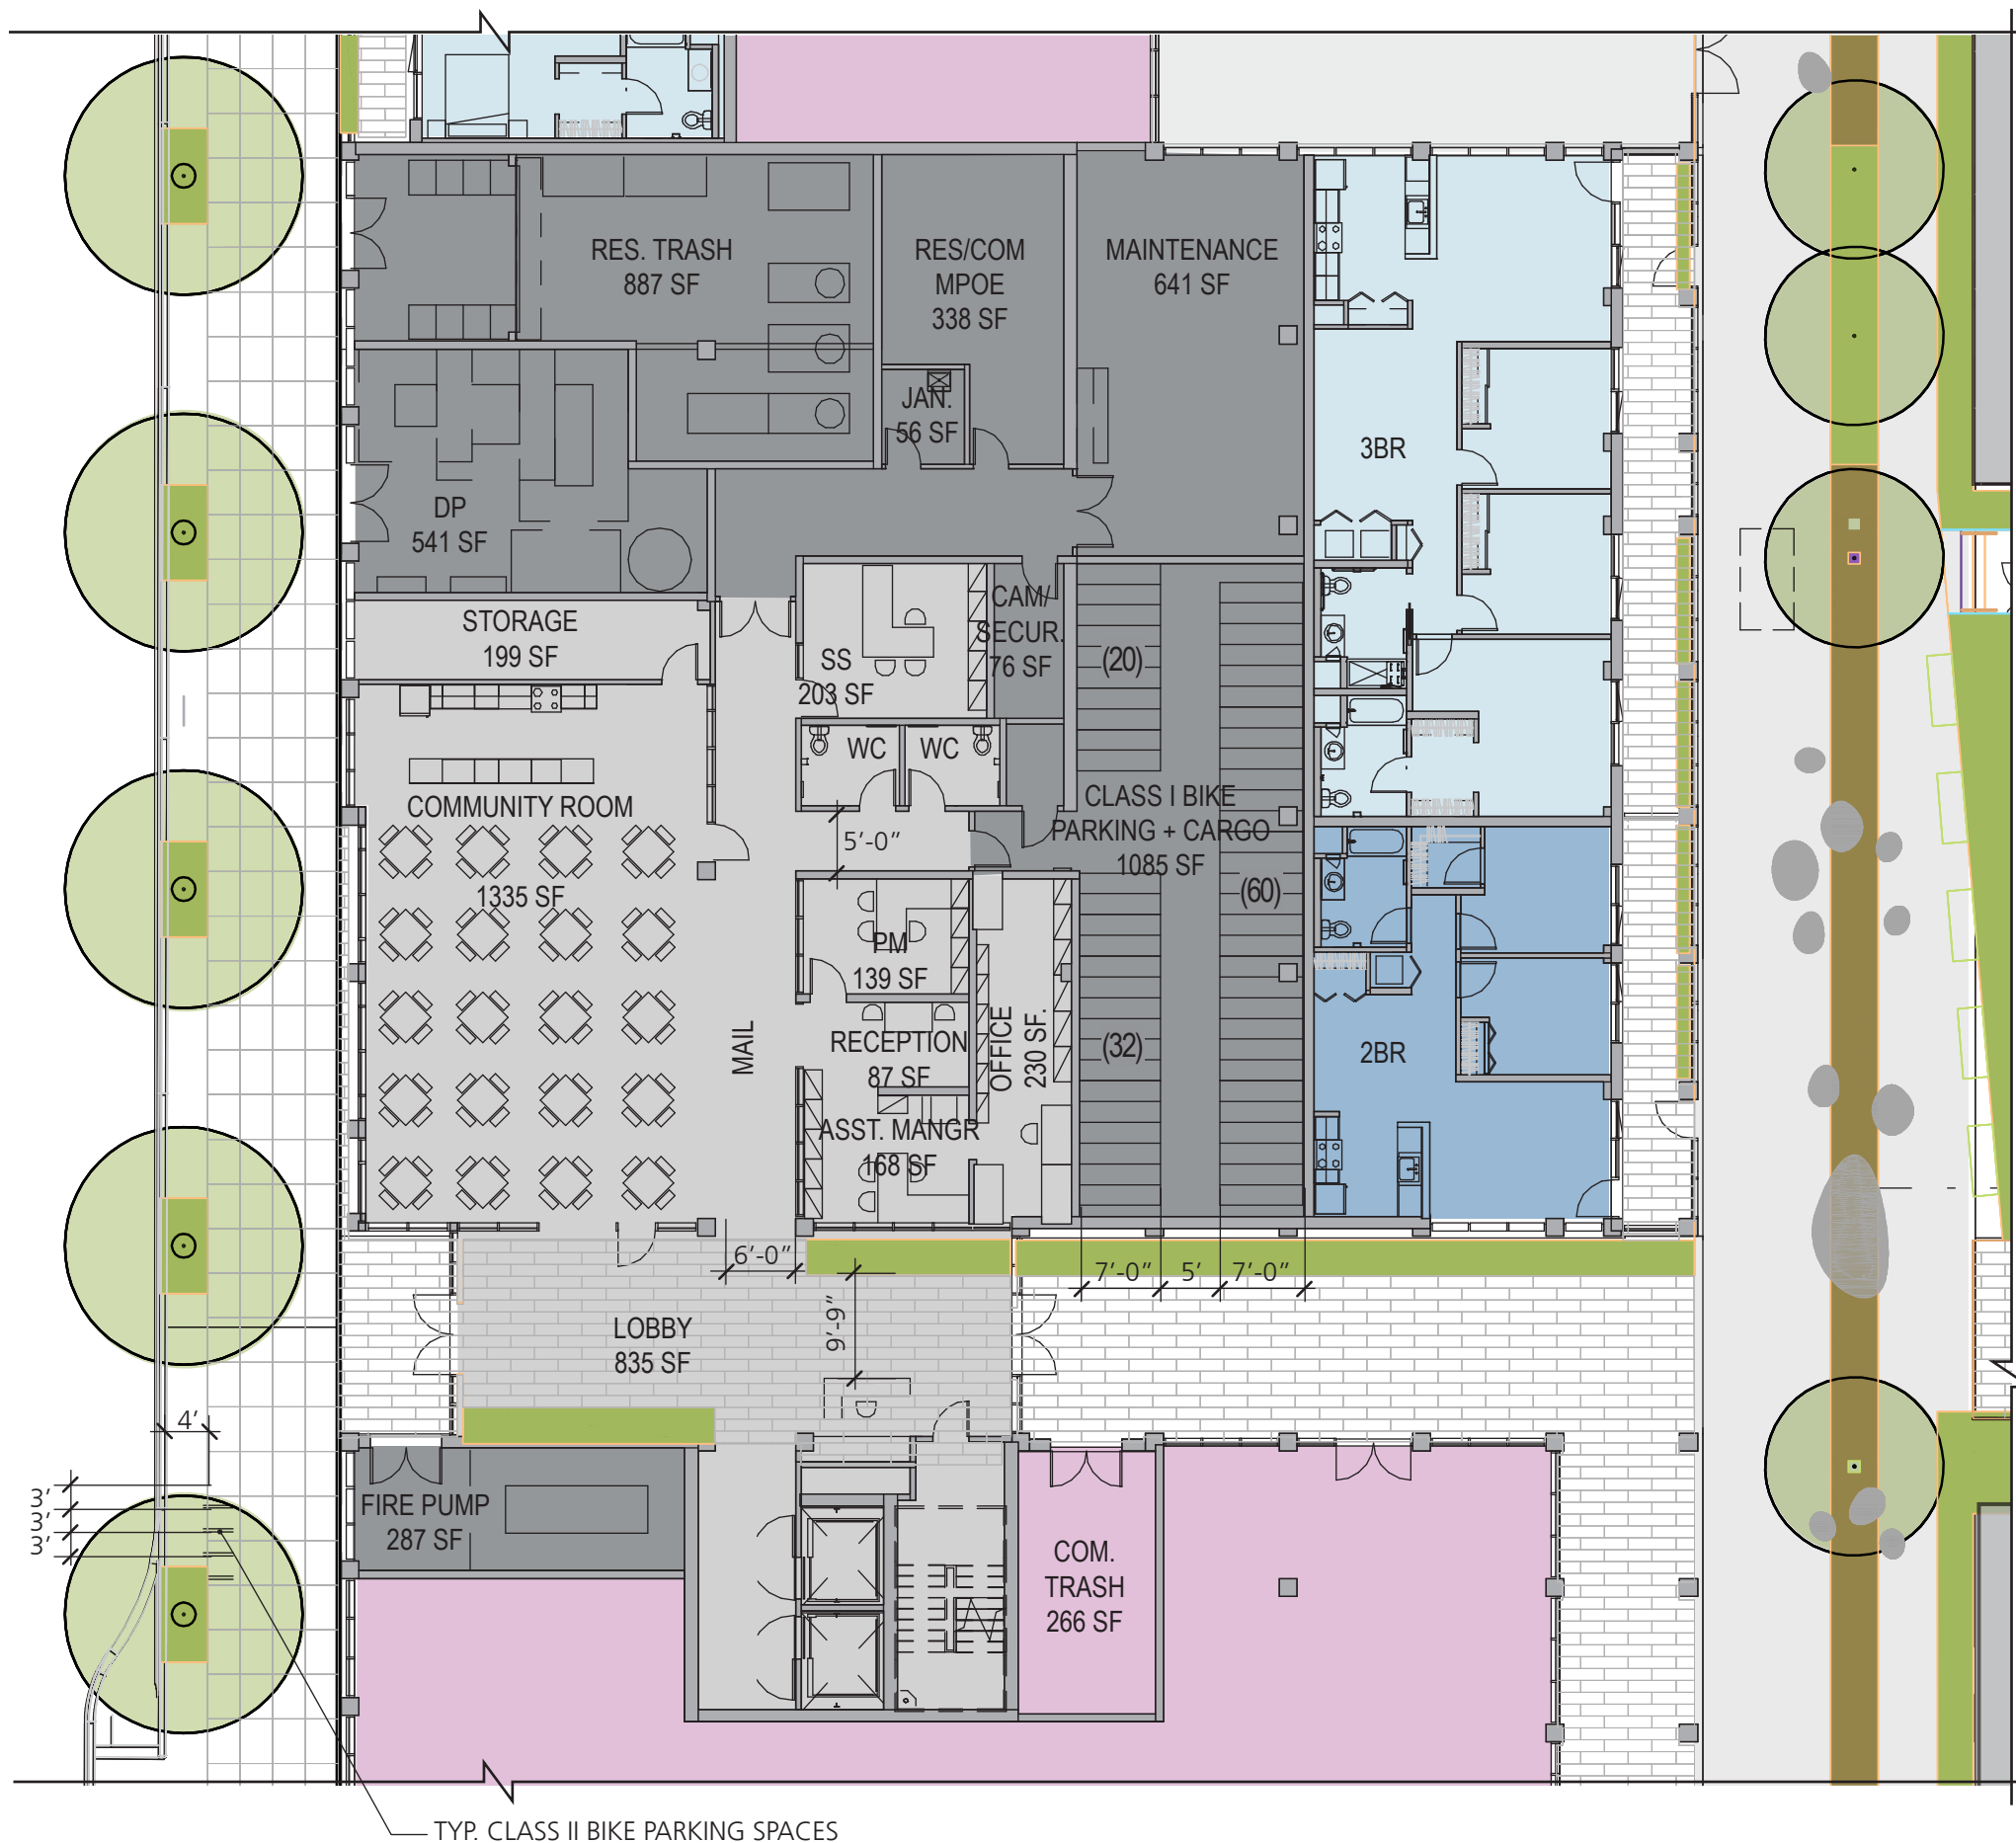 RES. TRASH
887 SF
RES/COM
MPOE
338 SF
MAINTENANCE
641 SF
JAN.
56 SF
3BR
DP
541 SF
STORAGE
199 SF
SS
203 SF
CAM/
SECUR.
76 SF
(20)
WC
WC
COMMUNITY ROOM
1335 SF
5'-0"
CLASS I BIKE
PARKING + CARGO
1085 SF
(60)
PM
139 SF
MAIL
RECEPTION
87 SF
OFFICE
230 SF.
(32)
2BR
ASST. MANGR
168 SF
6'-0"
7'-0"
5'
7'-0"
9'-9"
LOBBY
835 SF
4'
3'
3'
3'
FIRE PUMP
287 SF
COM.
TRASH
266 SF
TYP. CLASS II BIKE PARKING SPACES